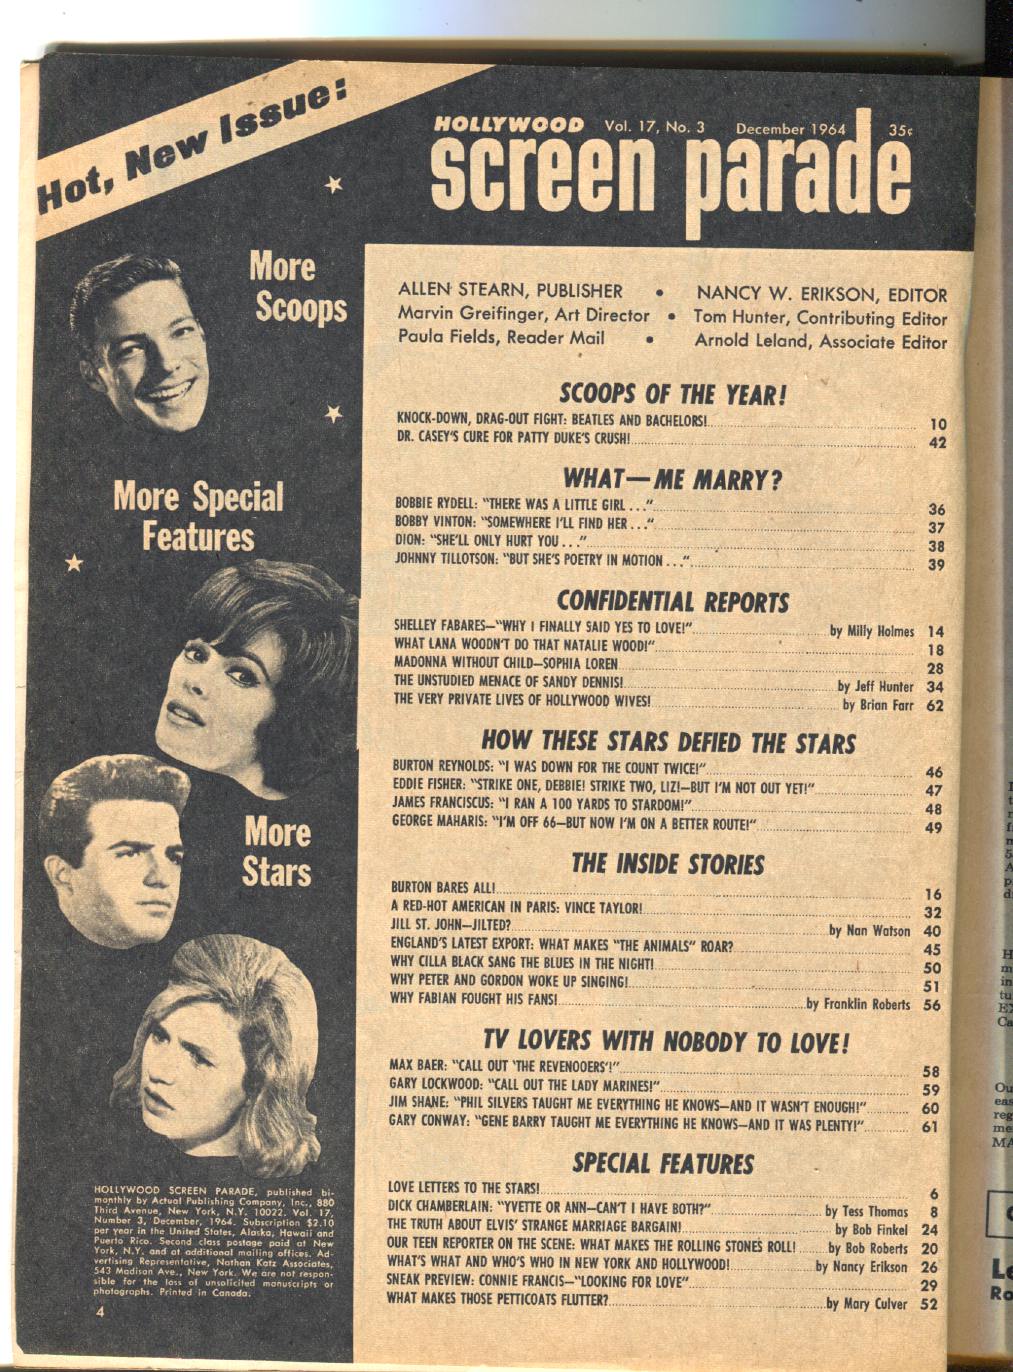 Hot, New Issue:
HOLLYWOOD Vol. 17, No. 3 December 1964 35¢
screen parade
More
Scoops
More Special
Features
More
Stars
ALLEN STEARN, PUBLISHER • NANCY W. ERIKSON, EDITOR
Marvin Greifinger, Art Director • Tom Hunter, Contributing Editor
Paula Fields, Reader Mail • Arnold Leland, Associate Editor
SCOOPS OF THE YEAR!
KNOCK-DOWN, DRAG-OUT FIGHT: BEATLES AND BACHELORS! 10
DR. CASEY'S CURE FOR PATTY DUKE'S CRUSH! 42
WHAT—ME MARRY?
BOBBIE RYDELL: "THERE WAS A LITTLE GIRL . . ." 36
BOBBY VINTON: "SOMEWHERE I'LL FIND HER . . ." 37
DION: "SHE'LL ONLY HURT YOU . . ." 38
JOHNNY TILLOTSON: "BUT SHE'S POETRY IN MOTION . . ." 39
CONFIDENTIAL REPORTS
SHELLEY FABARES—"WHY I FINALLY SAID YES TO LOVE!" by Milly Holmes 14
WHAT LANA WOODN'T DO THAT NATALIE WOOD!" 18
MADONNA WITHOUT CHILD—SOPHIA LOREN 28
THE UNSTUDIED MENACE OF SANDY DENNIS! by Jeff Hunter 34
THE VERY PRIVATE LIVES OF HOLLYWOOD WIVES! by Brian Farr 62
HOW THESE STARS DEFIED THE STARS
BURTON REYNOLDS: "I WAS DOWN FOR THE COUNT TWICE!" 46
EDDIE FISHER: "STRIKE ONE, DEBBIE! STRIKE TWO, LIZ!—BUT I'M NOT OUT YET!" 47
JAMES FRANCISCUS: "I RAN A 100 YARDS TO STARDOM!" 48
GEORGE MAHARIS: "I'M OFF 66—BUT NOW I'M ON A BETTER ROUTE!" 49
THE INSIDE STORIES
BURTON BARES ALL! 16
A RED-HOT AMERICAN IN PARIS: VINCE TAYLOR! 32
JILL ST. JOHN—JILTED? by Nan Watson 40
ENGLAND'S LATEST EXPORT: WHAT MAKES "THE ANIMALS" ROAR? 45
WHY CILLA BLACK SANG THE BLUES IN THE NIGHT! 50
WHY PETER AND GORDON WOKE UP SINGING! 51
WHY FABIAN FOUGHT HIS FANS! by Franklin Roberts 56
TV LOVERS WITH NOBODY TO LOVE!
MAX BAER: "CALL OUT 'THE REVENOOERS'!" 58
GARY LOCKWOOD: "CALL OUT THE LADY MARINES!" 59
JIM SHANE: "PHIL SILVERS TAUGHT ME EVERYTHING HE KNOWS—AND IT WASN'T ENOUGH!" 60
GARY CONWAY: "GENE BARRY TAUGHT ME EVERYTHING HE KNOWS—AND IT WAS PLENTY!" 61
SPECIAL FEATURES
LOVE LETTERS TO THE STARS! 6
DICK CHAMBERLAIN: "YVETTE OR ANN—CAN'T I HAVE BOTH?" by Tess Thomas 8
THE TRUTH ABOUT ELVIS' STRANGE MARRIAGE BARGAIN! by Bob Finkel 24
OUR TEEN REPORTER ON THE SCENE: WHAT MAKES THE ROLLING STONES ROLL! by Bob Roberts 20
WHAT'S WHAT AND WHO'S WHO IN NEW YORK AND HOLLYWOOD! by Nancy Erikson 26
SNEAK PREVIEW: CONNIE FRANCIS—"LOOKING FOR LOVE" 29
WHAT MAKES THOSE PETTICOATS FLUTTER? by Mary Culver 52
HOLLYWOOD SCREEN PARADE, published bi-
monthly by Actual Publishing Company, Inc., 880
Third Avenue, New York, N.Y. 10022. Vol. 17,
Number 3, December, 1964. Subscription $2.10
per year in the United States, Alaska, Hawaii and
Puerto Rico. Second class postage paid at New
York, N.Y. and at additional mailing offices. Ad-
vertising Representative, Nathan Katz Associates,
543 Madison Ave., New York. We are not respon-
sible for the loss of unsolicited manuscripts or
photographs. Printed in Canada.
4